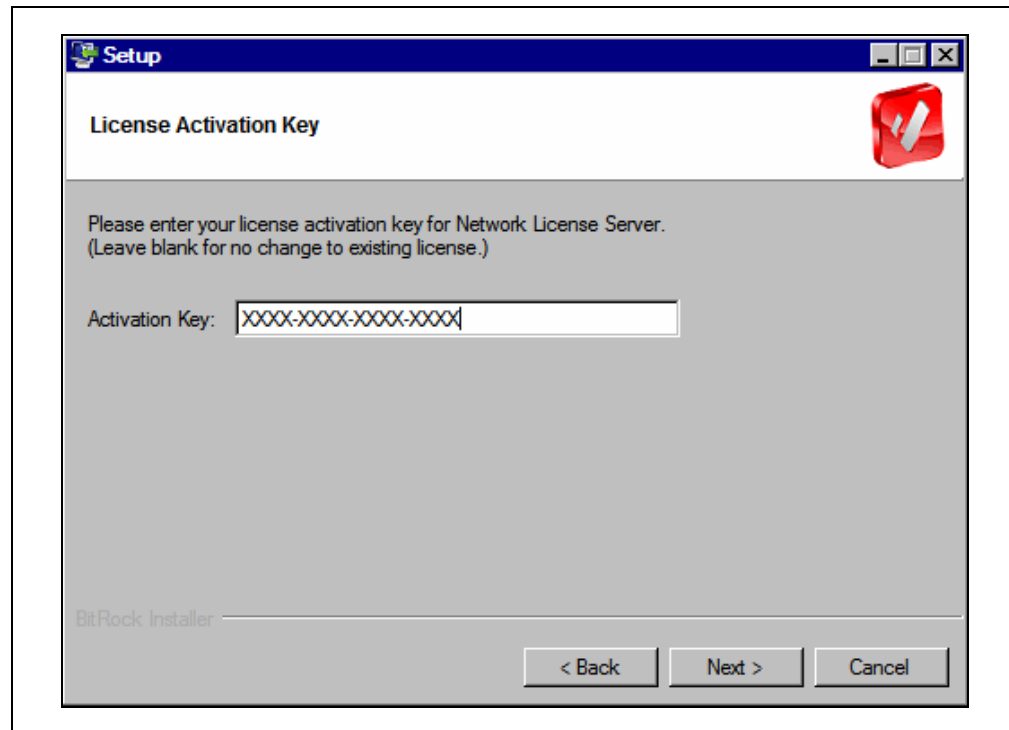 Setup
License Activation Key
Please enter your license activation key for Network License Server.
(Leave blank for no change to existing license.)
Activation Key: XXXX-XXXX-XXXX-XXXX
BitRock Installer
< Back Next > Cancel